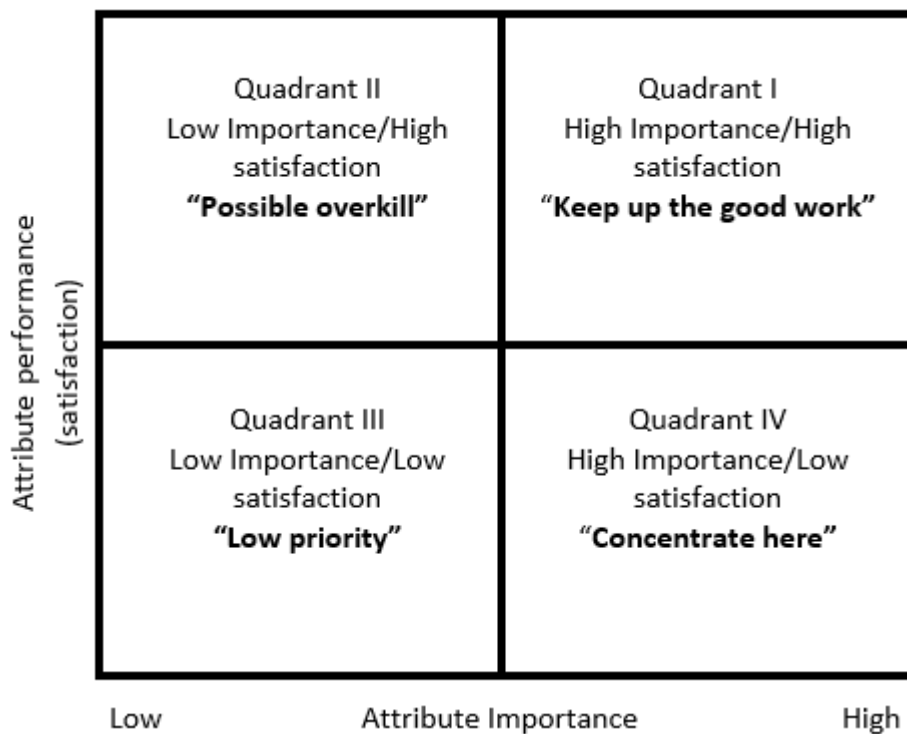 Quadrant II
Low Importance/High
satisfaction
“Possible overkill”
Quadrant I
High Importance/High
satisfaction
“Keep up the good work”
Attribute performance
(satisfaction)
Quadrant III
Low Importance/Low
satisfaction
“Low priority”
Quadrant IV
High Importance/Low
satisfaction
“Concentrate here”
Low Attribute Importance High